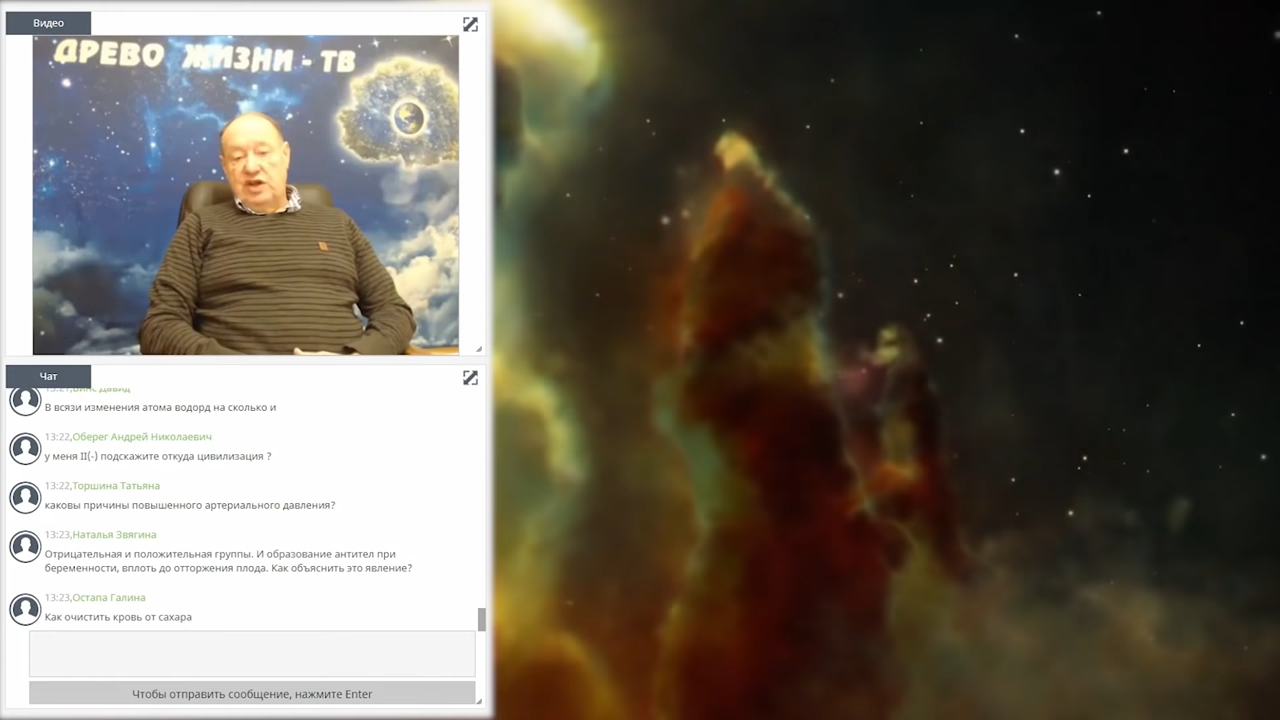 Видео
ДРЕВО ЖИЗНИ - ТВ
Чат
В всязи изменения атома водорд на сколько и
13:22,Оберег Андрей Николаевич
у меня II(-) подскажите откуда цивилизация ?
13:22,Торшина Татьяна
каковы причины повышенного артериального давления?
13:23,Наталья Звягина
Отрицательная и положительная группы. И образование антител при
беременности, вплоть до отторжения плода. Как объяснить это явление?
13:23,Остапа Галина
Как очистить кровь от сахара
Чтобы отправить сообщение, нажмите Enter